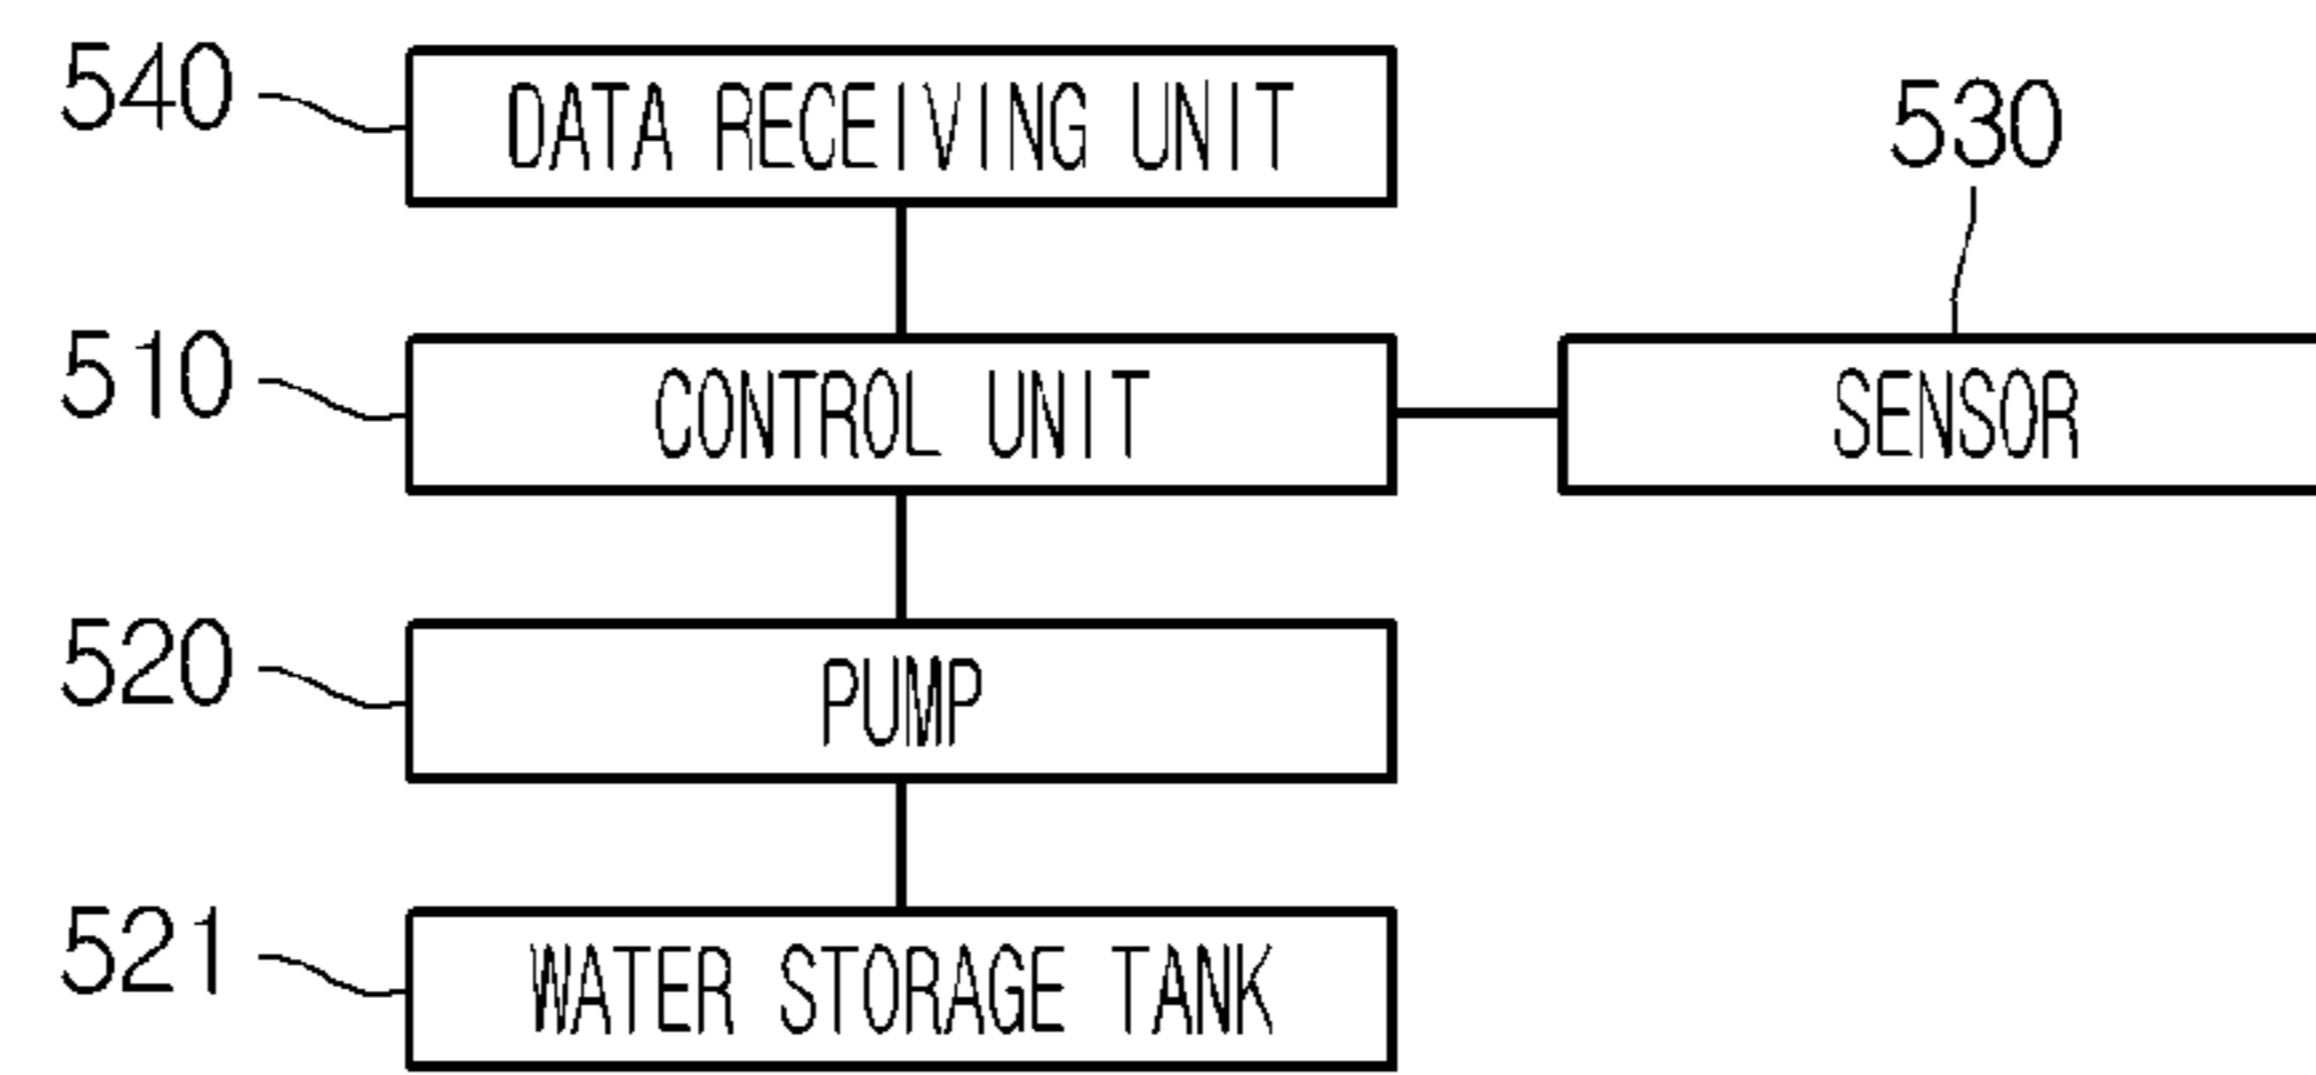 540
DATA RECEIVING UNIT
530
510
CONTROL UNIT
SENSOR
520
PUMP
521
WATER STORAGE TANK